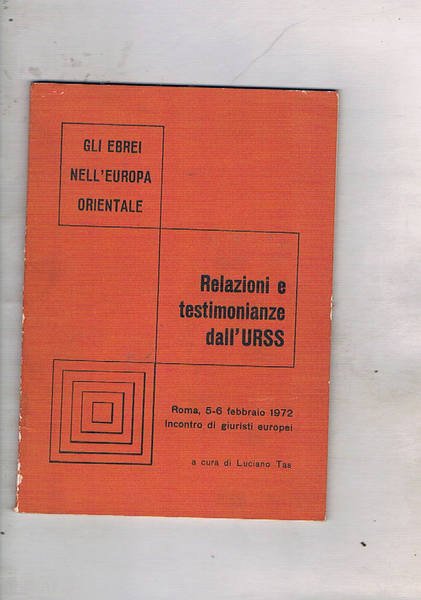 GLI EBREI
NELL'EUROPA
ORIENTALE
Relazioni e
testimonianze
dall'URSS
Roma, 5-6 febbraio 1972
Incontro di giuristi europei
a cura di Luciano Tas